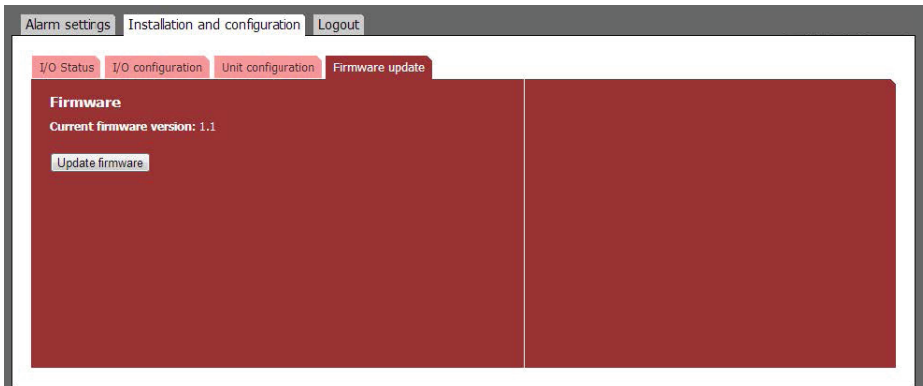 Alarm settings Installation and configuration Logout
I/O Status I/O configuration Unit configuration Firmware update
Firmware
Current firmware version: 1.1
Update firmware